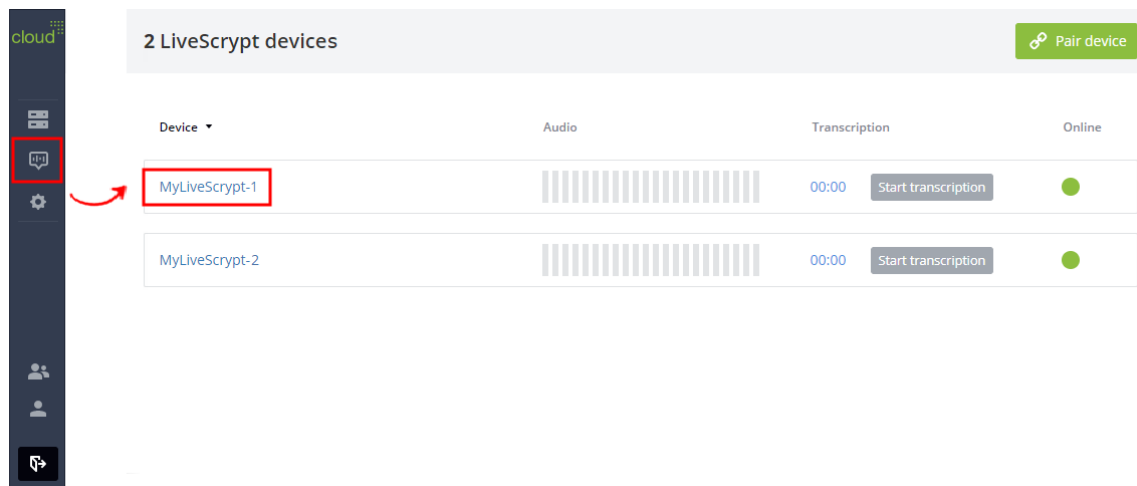 cloud
2 LiveScrypt devices
Pair device
Device Audio Transcription Online
MyLiveScrypt-1 00:00 Start transcription
MyLiveScrypt-2 00:00 Start transcription